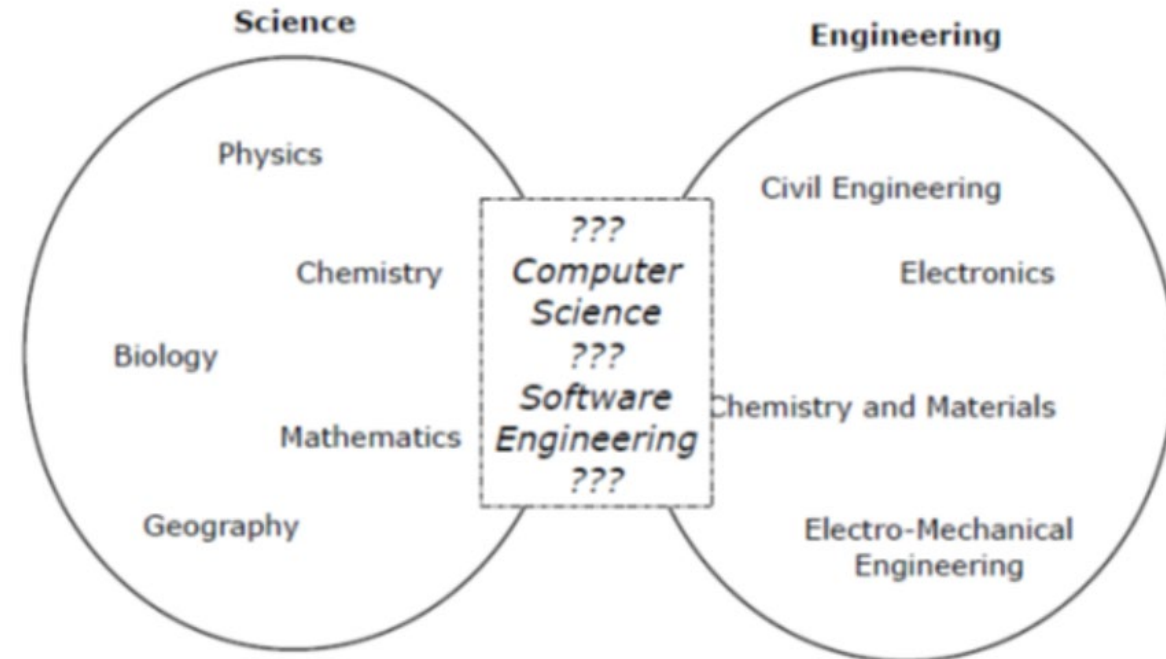 Science
Physics
Chemistry
Biology
Mathematics
Geography
???
Computer
Science
???
Software
Engineering
???
Engineering
Civil Engineering
Electronics
Chemistry and Materials
Electro-Mechanical
Engineering